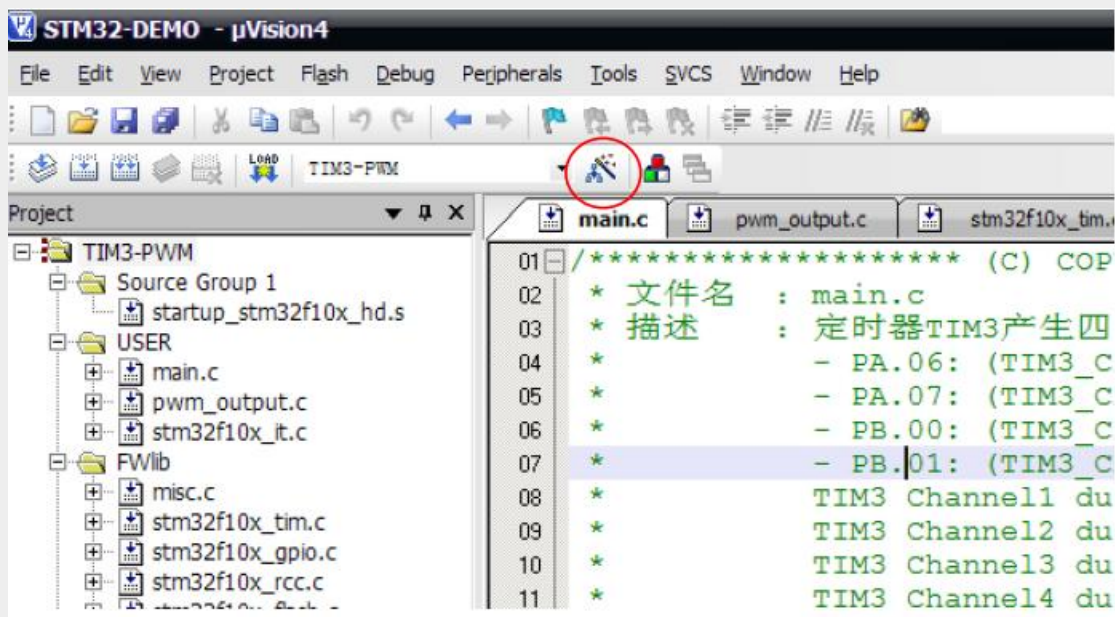 STM32-DEMO - µVision4
File Edit View Project Flash Debug Peripherals Tools SVCS Window Help
LOAD TIM3-PWM
Project
main.c pwm_output.c stm32f10x_tim.
TIM3-PWM
Source Group 1
startup_stm32f10x_hd.s
USER
main.c
pwm_output.c
stm32f10x_it.c
FWlib
misc.c
stm32f10x_tim.c
stm32f10x_gpio.c
stm32f10x_rcc.c
01 /********************* (C) COP
02 * 文件名 : main.c
03 * 描述 : 定时器TIM3产生四
04 * - PA.06: (TIM3_C
05 * - PA.07: (TIM3_C
06 * - PB.00: (TIM3_C
07 * - PB.01: (TIM3_C
08 * TIM3 Channel1 du
09 * TIM3 Channel2 du
10 * TIM3 Channel3 du
11 * TIM3 Channel4 du